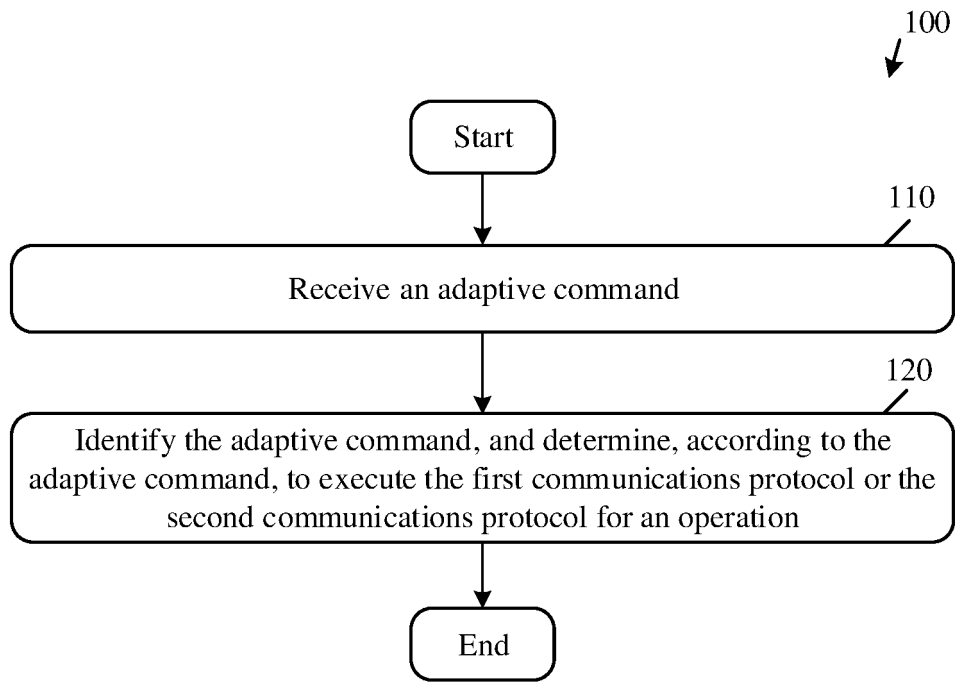 100
Start
110
Receive an adaptive command
120
Identify the adaptive command, and determine, according to the
adaptive command, to execute the first communications protocol or the
second communications protocol for an operation
End